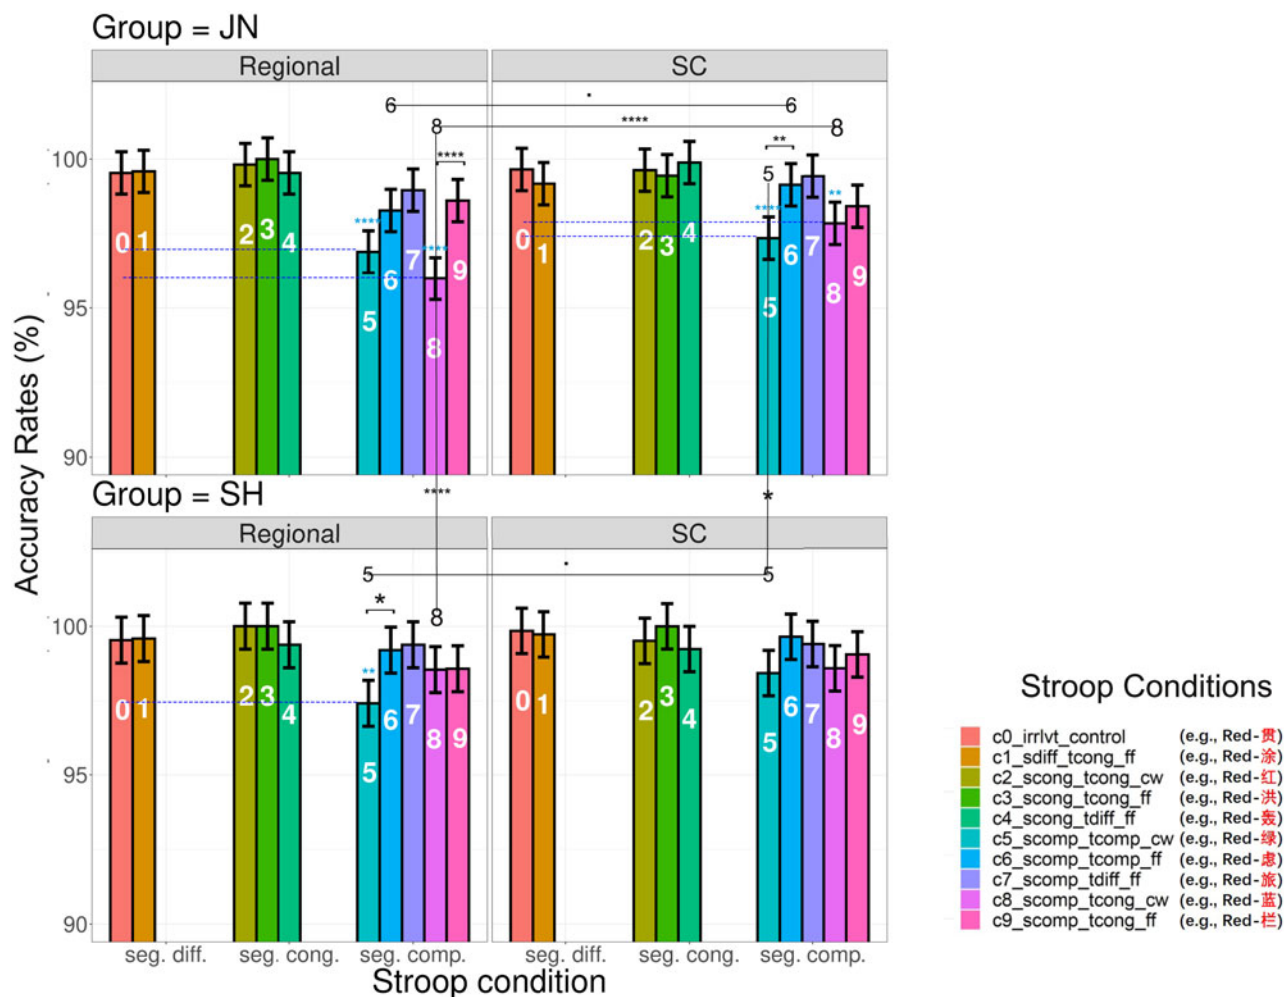 Group = JN
Regional
SC
6 . 6
8 **** 8
**** ** 5
100
**** **** **** **
0 1 2 3 4 5 6 7 8 9
0 1 2 3 4 5 6 7 8 9
95
90
Accuracy Rates (%)
Group = SH
**** *
Regional
SC
5 . 5
* 8
100
**
0 1 2 3 4 5 6 7 8 9
0 1 2 3 4 5 6 7 8 9
95
90
seg. diff. seg. cong. seg. comp. seg. diff. seg. cong. seg. comp.
Stroop condition
Stroop Conditions
c0_irrlvt_control (e.g., Red-贯)
c1_sdiff_tcong_ff (e.g., Red-涂)
c2_scong_tcong_cw (e.g., Red-红)
c3_scong_tcong_ff (e.g., Red-洪)
c4_scong_tdiff_ff (e.g., Red-轰)
c5_scomp_tcomp_cw (e.g., Red-绿)
c6_scomp_tcomp_ff (e.g., Red-虑)
c7_scomp_tdiff_ff (e.g., Red-旅)
c8_scomp_tcong_cw (e.g., Red-蓝)
c9_scomp_tcong_ff (e.g., Red-栏)